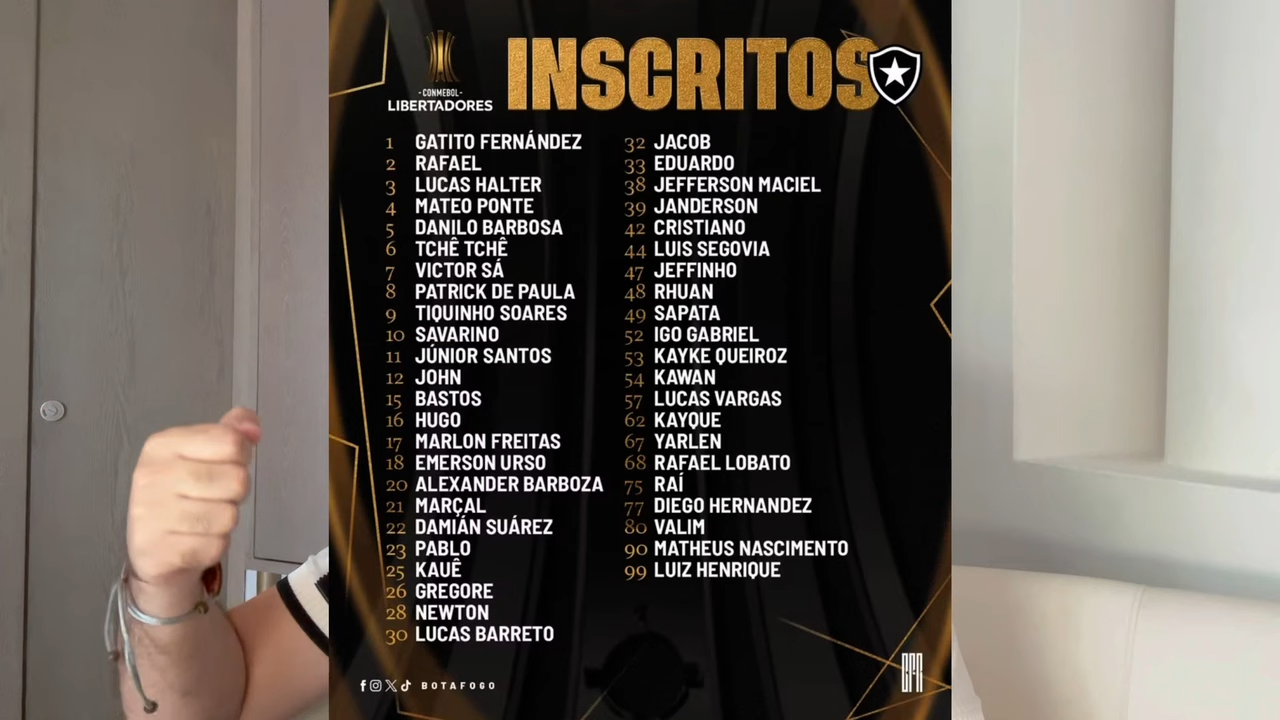 -CONMEBOL-
LIBERTADORES
INSCRITOS
1 GATITO FERNÁNDEZ
2 RAFAEL
3 LUCAS HALTER
4 MATEO PONTE
5 DANILO BARBOSA
6 TCHÊ TCHÊ
7 VICTOR SÁ
8 PATRICK DE PAULA
9 TIQUINHO SOARES
10 SAVARINO
11 JÚNIOR SANTOS
12 JOHN
15 BASTOS
16 HUGO
17 MARLON FREITAS
18 EMERSON URSO
20 ALEXANDER BARBOZA
21 MARÇAL
22 DAMIÁN SUÁREZ
23 PABLO
25 KAUÊ
26 GREGORE
28 NEWTON
30 LUCAS BARRETO
32 JACOB
33 EDUARDO
38 JEFFERSON MACIEL
39 JANDERSON
42 CRISTIANO
44 LUIS SEGOVIA
47 JEFFINHO
48 RHUAN
49 SAPATA
52 IGO GABRIEL
53 KAYKE QUEIROZ
54 KAWAN
57 LUCAS VARGAS
62 KAYQUE
67 YARLEN
68 RAFAEL LOBATO
75 RAÍ
77 DIEGO HERNANDEZ
80 VALIM
90 MATHEUS NASCIMENTO
99 LUIZ HENRIQUE
BOTAFOGO